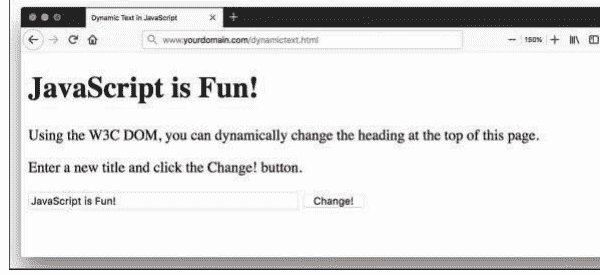 Dynamic Text in JavaScript
www.yourdomain.com/dynamictext.html
150%
JavaScript is Fun!
Using the W3C DOM, you can dynamically change the heading at the top of this page.
Enter a new title and click the Change! button.
JavaScript is Fun! Change!